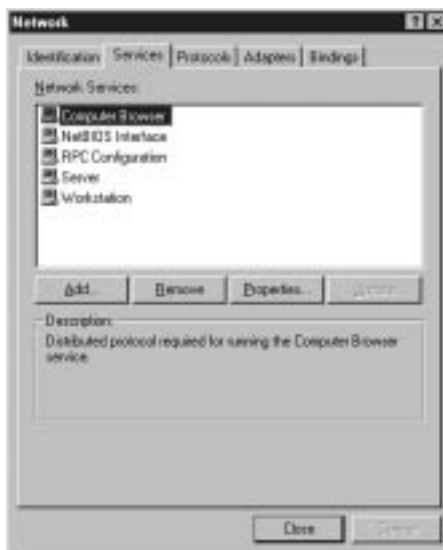 Network
Identification Services Protocols Adapters Bindings
Network Services:
Computer Browser
NetBIOS Interface
RPC Configuration
Server
Workstation
Add... Remove Properties...
Description:
Distributed protocol required for running the Computer Browser
service.
Close